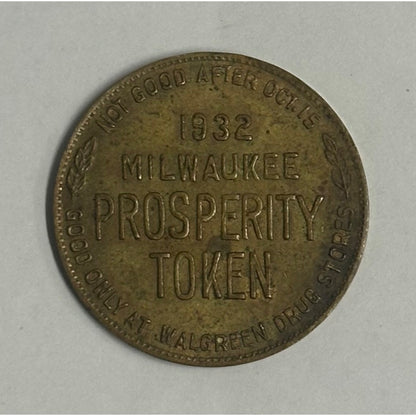 NOT GOOD AFTER OCT. 15
1932
MILWAUKEE
PROSPERITY
TOKEN
GOOD ONLY AT WALGREEN DRUG STORES